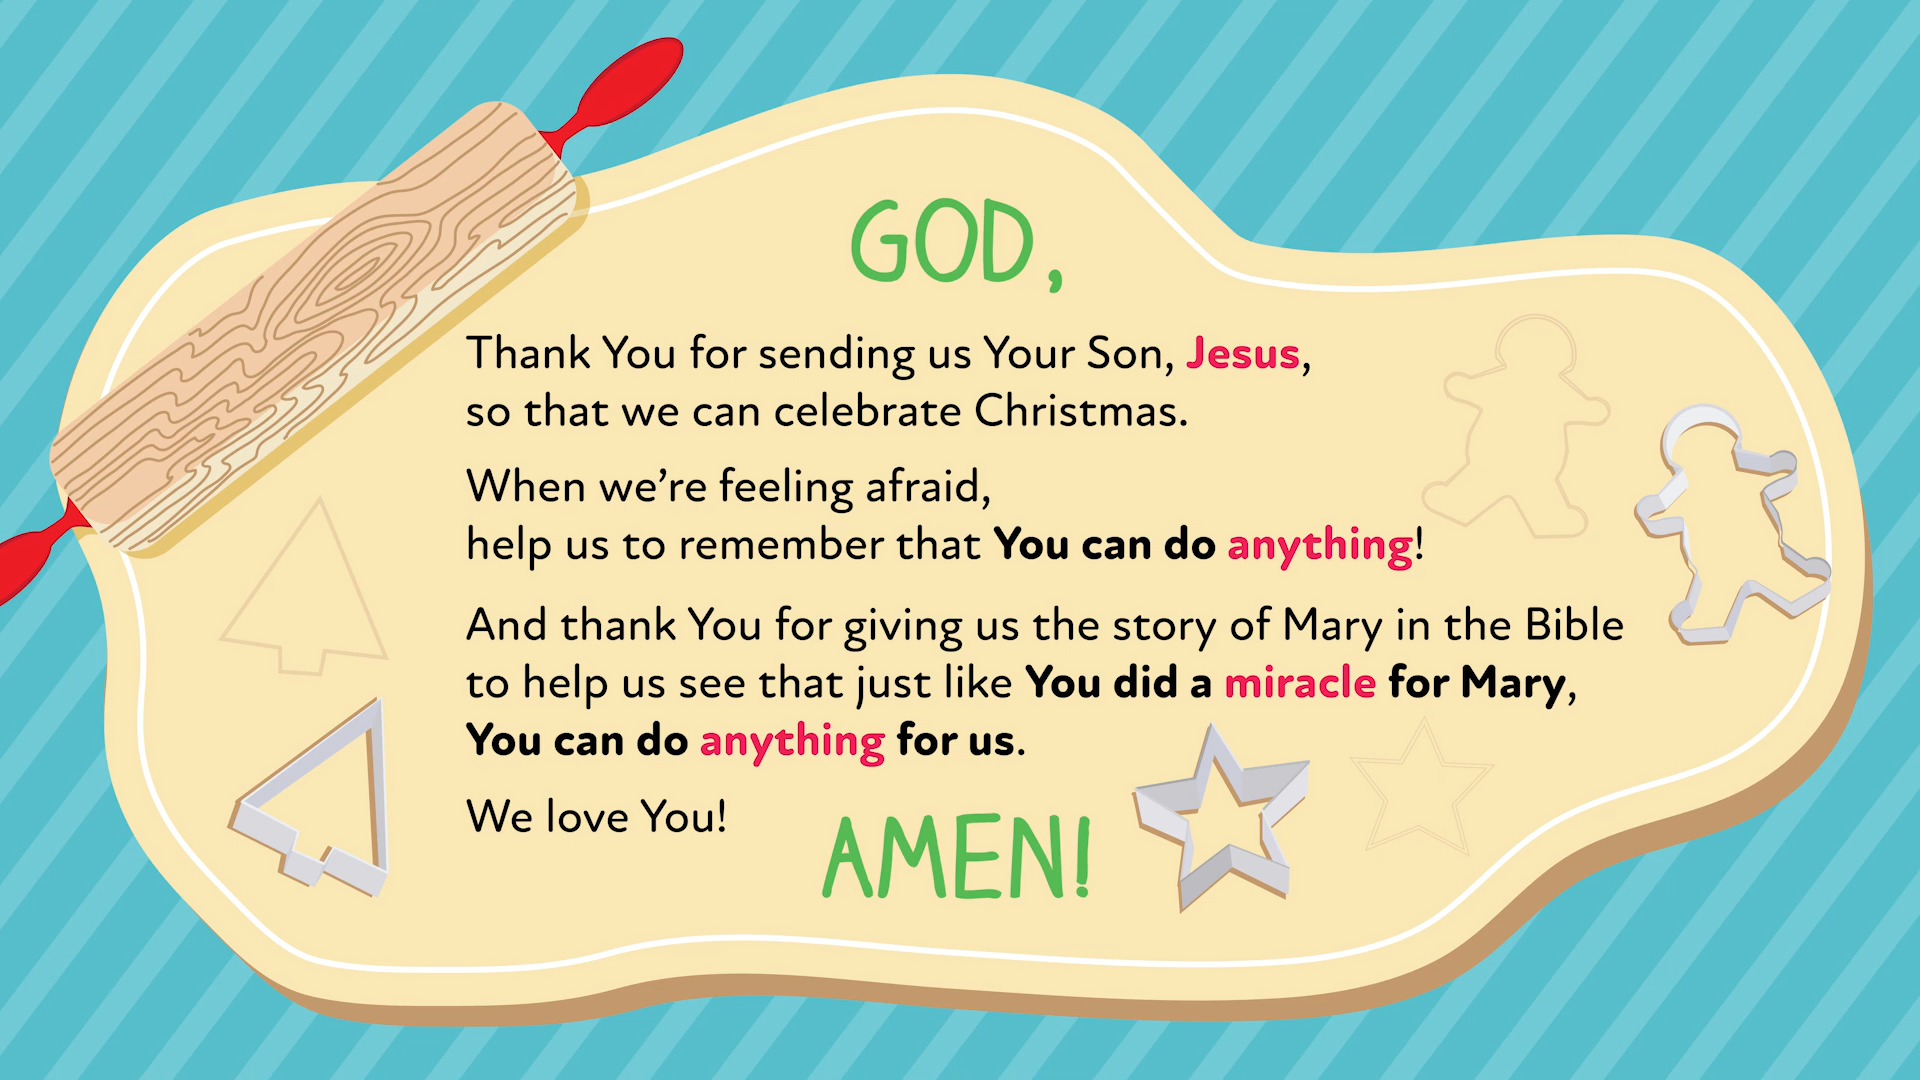 GOD,
Thank You for sending us Your Son, Jesus,
so that we can celebrate Christmas.
When we’re feeling afraid,
help us to remember that You can do anything!
And thank You for giving us the story of Mary in the Bible
to help us see that just like You did a miracle for Mary,
You can do anything for us.
We love You!
AMEN!